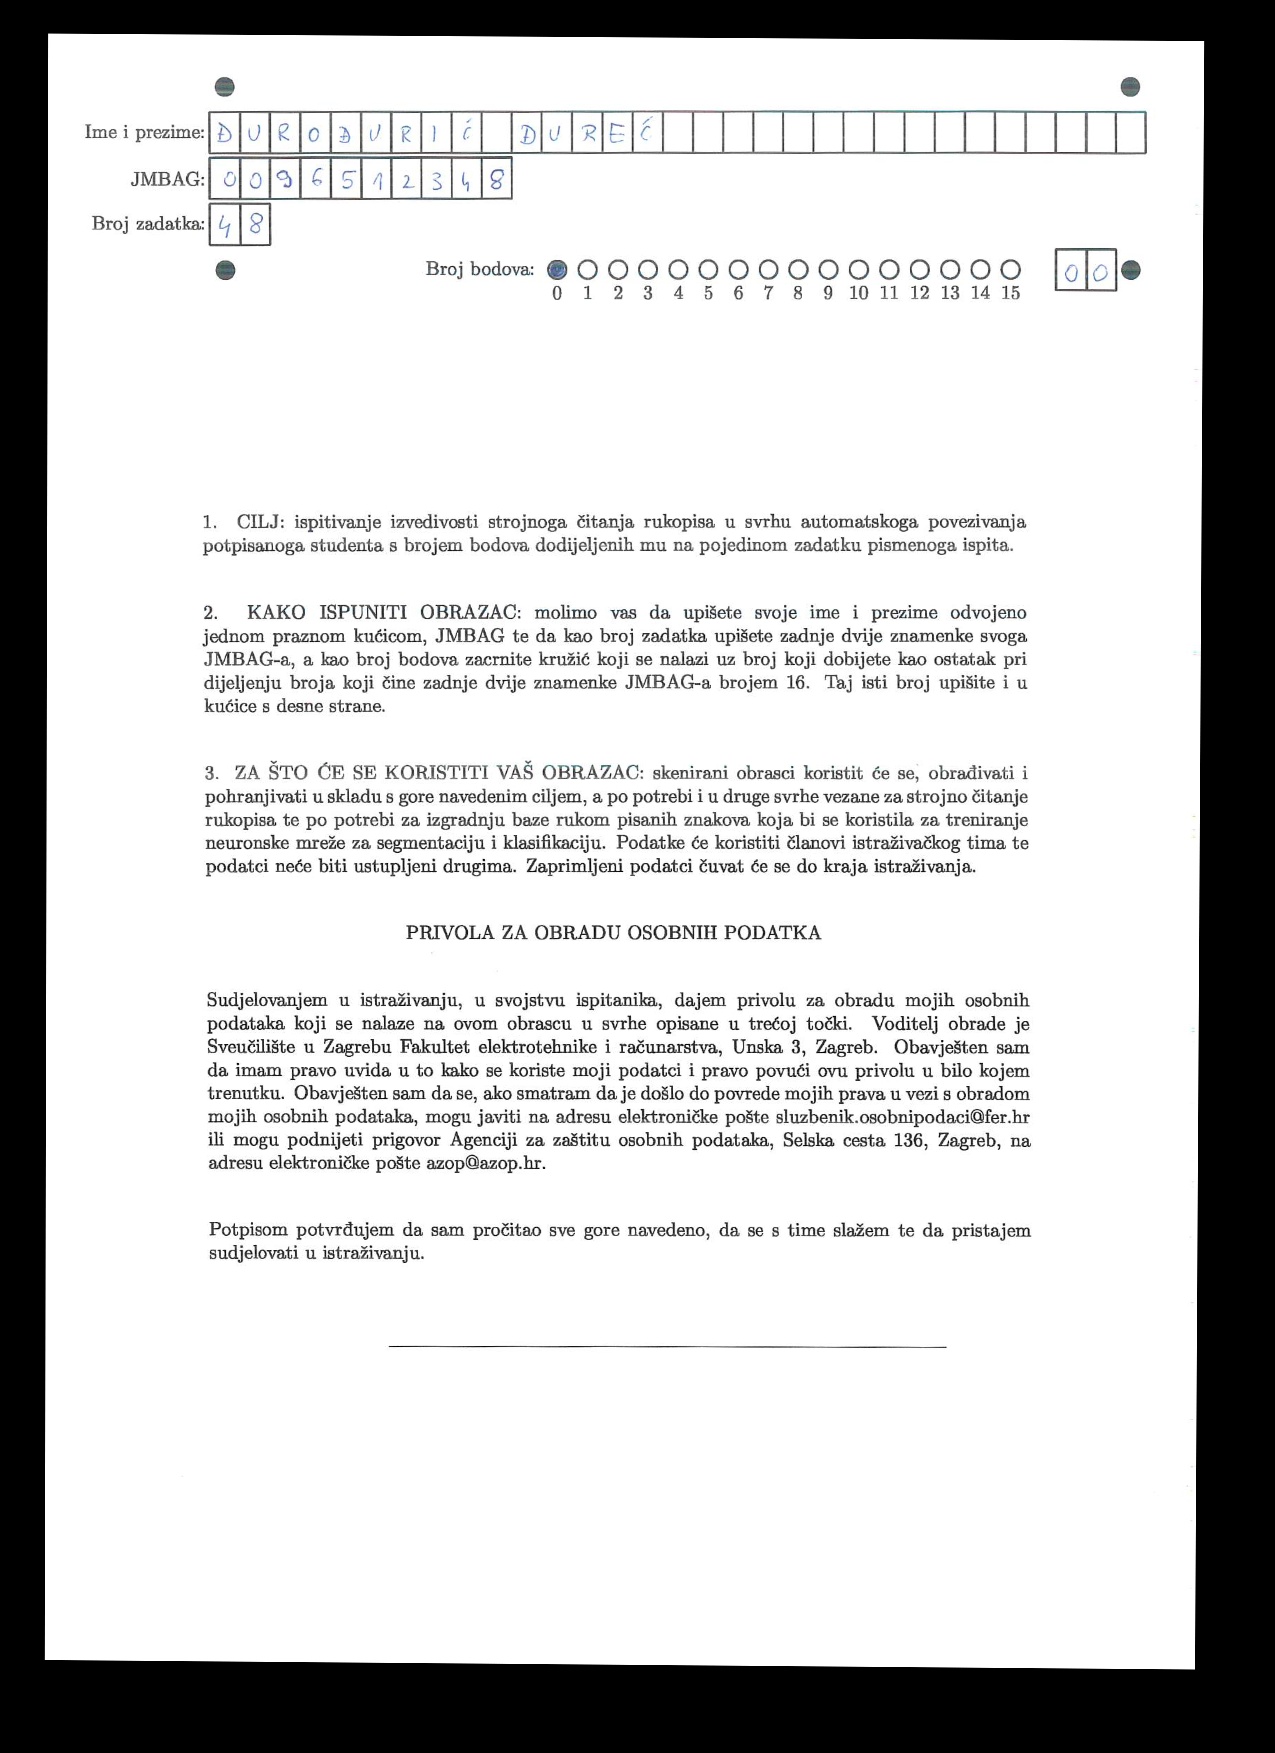 Ime i prezime: ĐUROĐURIĆ ĐUREĆ
JMBAG: 0096512348
Broj zadatka: 48
Broj bodova: 00
0 1 2 3 4 5 6 7 8 9 10 11 12 13 14 15
1. CILJ: ispitivanje izvedivosti strojnoga čitanja rukopisa u svrhu automatskoga povezivanja
potpisanoga studenta s brojem bodova dodijeljenih mu na pojedinom zadatku pismenoga ispita.
2. KAKO ISPUNITI OBRAZAC: molimo vas da upišete svoje ime i prezime odvojeno
jednom praznom kućicom, JMBAG te da kao broj zadatka upišete zadnje dvije znamenke svoga
JMBAG-a, a kao broj bodova zacrnite kružić koji se nalazi uz broj koji dobijete kao ostatak pri
dijeljenju broja koji čine zadnje dvije znamenke JMBAG-a brojem 16. Taj isti broj upišite i u
kućice s desne strane.
3. ZA ŠTO ĆE SE KORISTITI VAŠ OBRAZAC: skenirani obrasci koristit će se, obrađivati i
pohranjivati u skladu s gore navedenim ciljem, a po potrebi i u druge svrhe vezane za strojno čitanje
rukopisa te po potrebi za izgradnju baze rukom pisanih znakova koja bi se koristila za treniranje
neuronske mreže za segmentaciju i klasifikaciju. Podatke će koristiti članovi istraživačkog tima te
podatci neće biti ustupljeni drugima. Zaprimljeni podatci čuvat će se do kraja istraživanja.
PRIVOLA ZA OBRADU OSOBNIH PODATKA
Sudjelovanjem u istraživanju, u svojstvu ispitanika, dajem privolu za obradu mojih osobnih
podataka koji se nalaze na ovom obrascu u svrhe opisane u trećoj točki. Voditelj obrade je
Sveučilište u Zagrebu Fakultet elektrotehnike i računarstva, Unska 3, Zagreb. Obavješten sam
da imam pravo uvida u to kako se koriste moji podatci i pravo povući ovu privolu u bilo kojem
trenutku. Obavješten sam da se, ako smatram da je došlo do povrede mojih prava u vezi s obradom
mojih osobnih podataka, mogu javiti na adresu elektroničke pošte sluzbenik.osobnipodaci@fer.hr
ili mogu podnijeti prigovor Agenciji za zaštitu osobnih podataka, Selska cesta 136, Zagreb, na
adresu elektroničke pošte azop@azop.hr.
Potpisom potvrđujem da sam pročitao sve gore navedeno, da se s time slažem te da pristajem
sudjelovati u istraživanju.